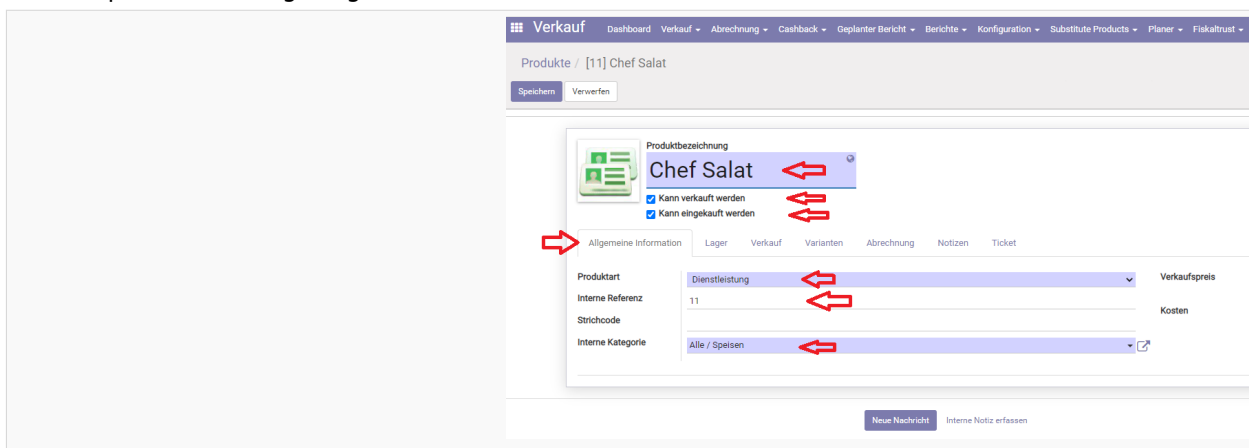 Verkauf Dashboard Verkauf Abrechnung Cashback Geplanter Bericht Berichte Konfiguration Substitute Products Planer Fiskaltrust
Produkte / [11] Chef Salat
Speichern Verwerfen
Produktbezeichnung
Chef Salat
Kann verkauft werden
Kann eingekauft werden
Allgemeine Information Lager Verkauf Varianten Abrechnung Notizen Ticket
Produktart Dienstleistung Verkaufspreis
Interne Referenz 11
Kosten
Strichcode
Interne Kategorie Alle / Speisen
Neue Nachricht Interne Notiz erfassen